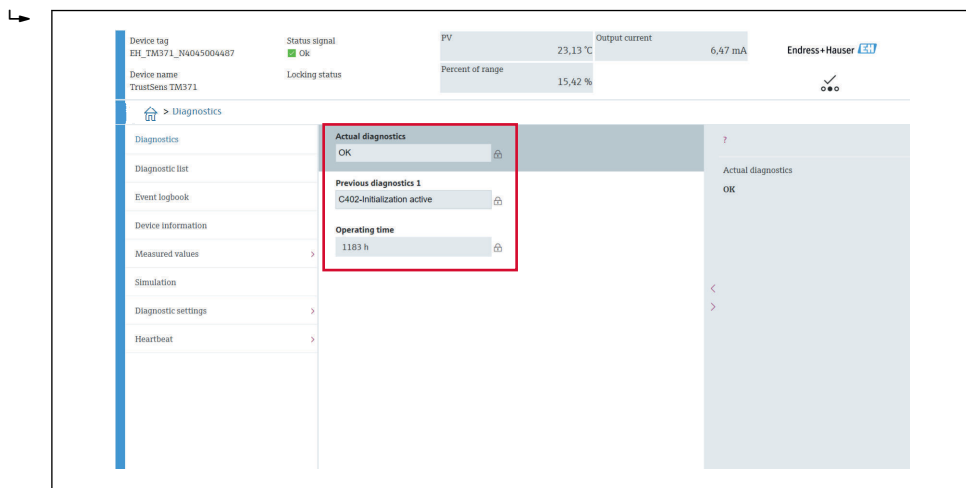 Device tag
EH_TM371_N4045004487
Status signal
Ok
PV
23,13 °C
Output current
6,47 mA
Endress+Hauser EH
Device name
TrustSens TM371
Locking status
Percent of range
15,42 %
> Diagnostics
Diagnostics
Diagnostic list
Event logbook
Device information
Measured values >
Simulation
Diagnostic settings >
Heartbeat >
Actual diagnostics
OK
Previous diagnostics 1
C402-Initialization active
Operating time
1183 h
<
>
?
Actual diagnostics
OK